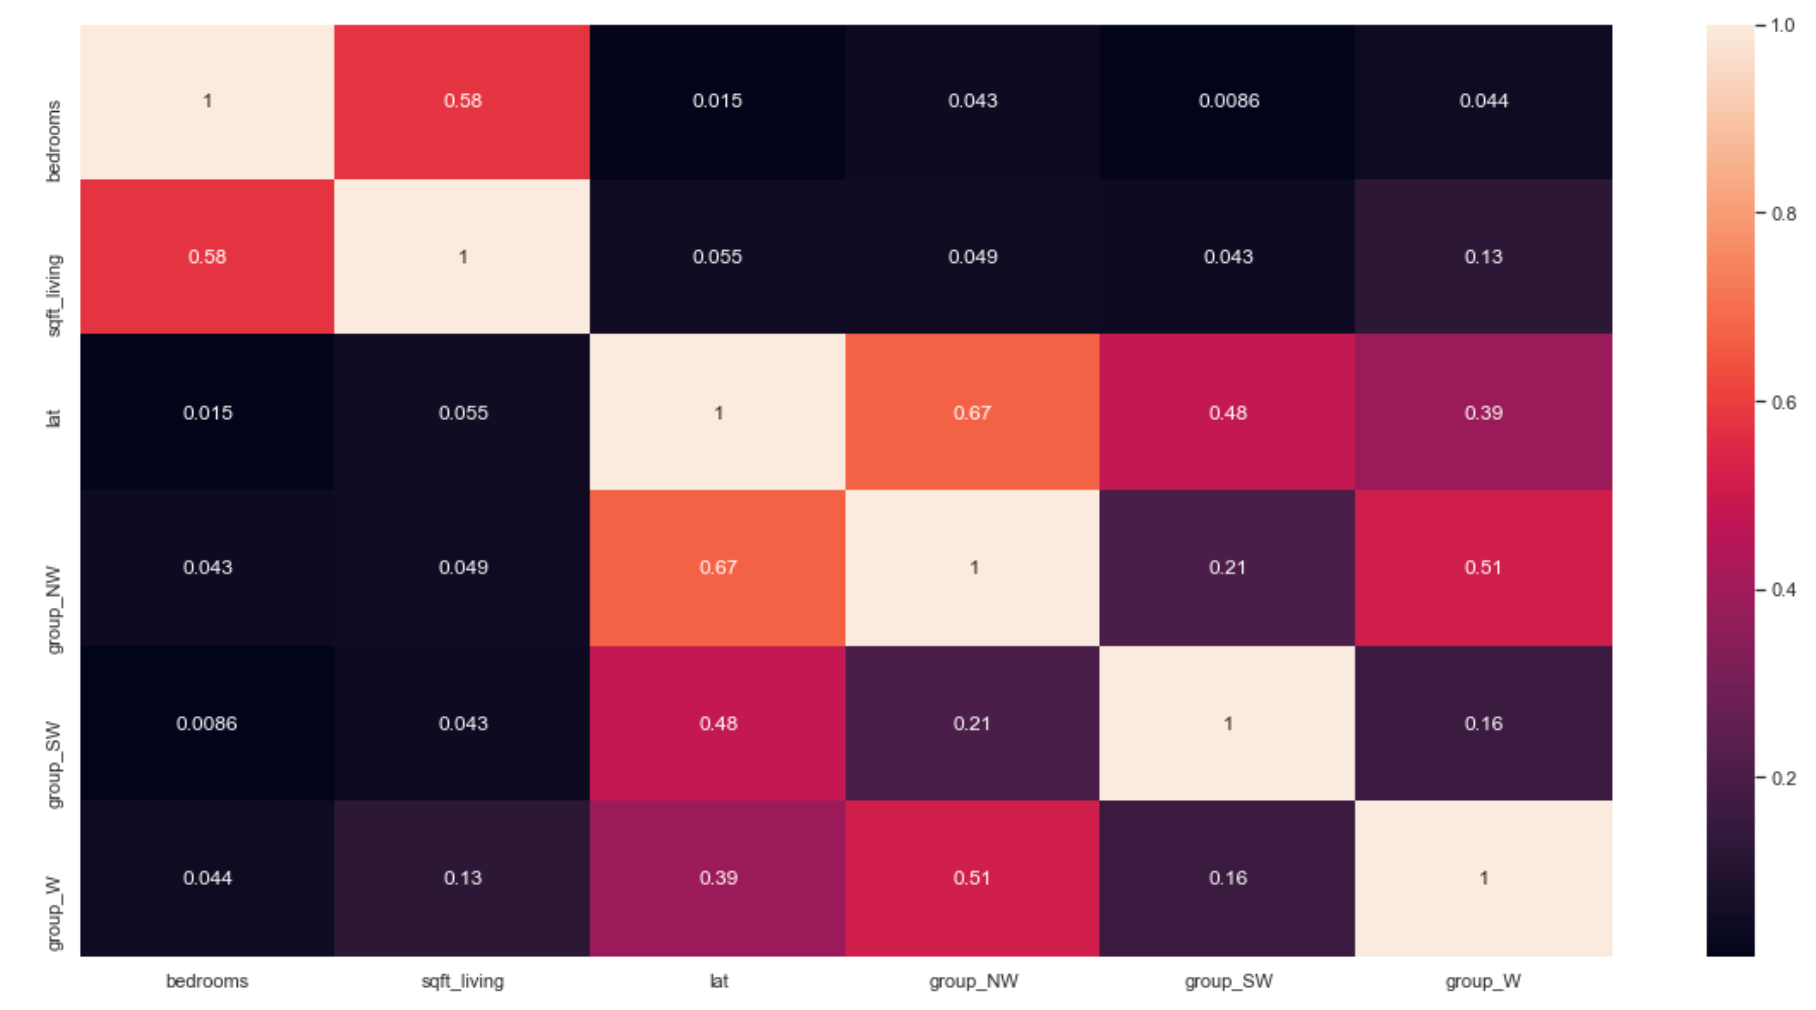 bedrooms 1 0.58 0.015 0.043 0.0086 0.044
sqft_living 0.58 1 0.055 0.049 0.043 0.13
lat 0.015 0.055 1 0.67 0.48 0.39
group_NW 0.043 0.049 0.67 1 0.21 0.51
group_SW 0.0086 0.043 0.48 0.21 1 0.16
group_W 0.044 0.13 0.39 0.51 0.16 1
bedrooms sqft_living lat group_NW group_SW group_W
1.0
0.8
0.6
0.4
0.2